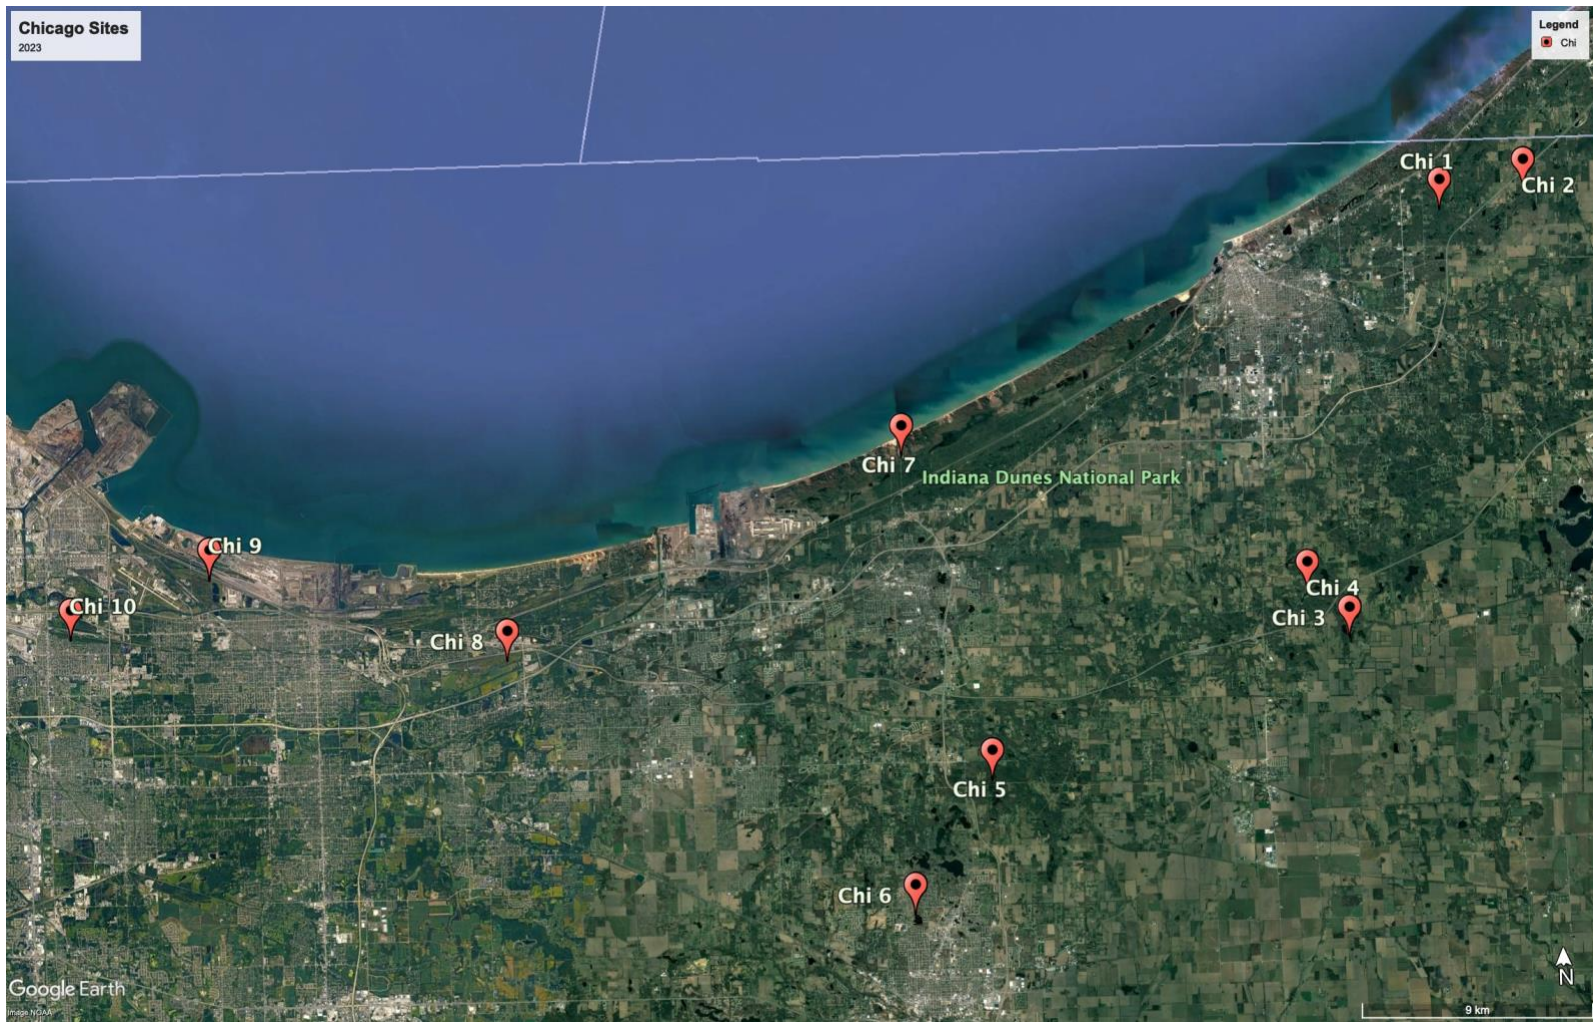 Chicago Sites
2023
Legend
Chi
Chi 1
Chi 2
Chi 7
Indiana Dunes National Park
Chi 9
Chi 4
Chi 10
Chi 3
Chi 8
Chi 5
Chi 6
Google Earth
Image NOAA
N
9 km